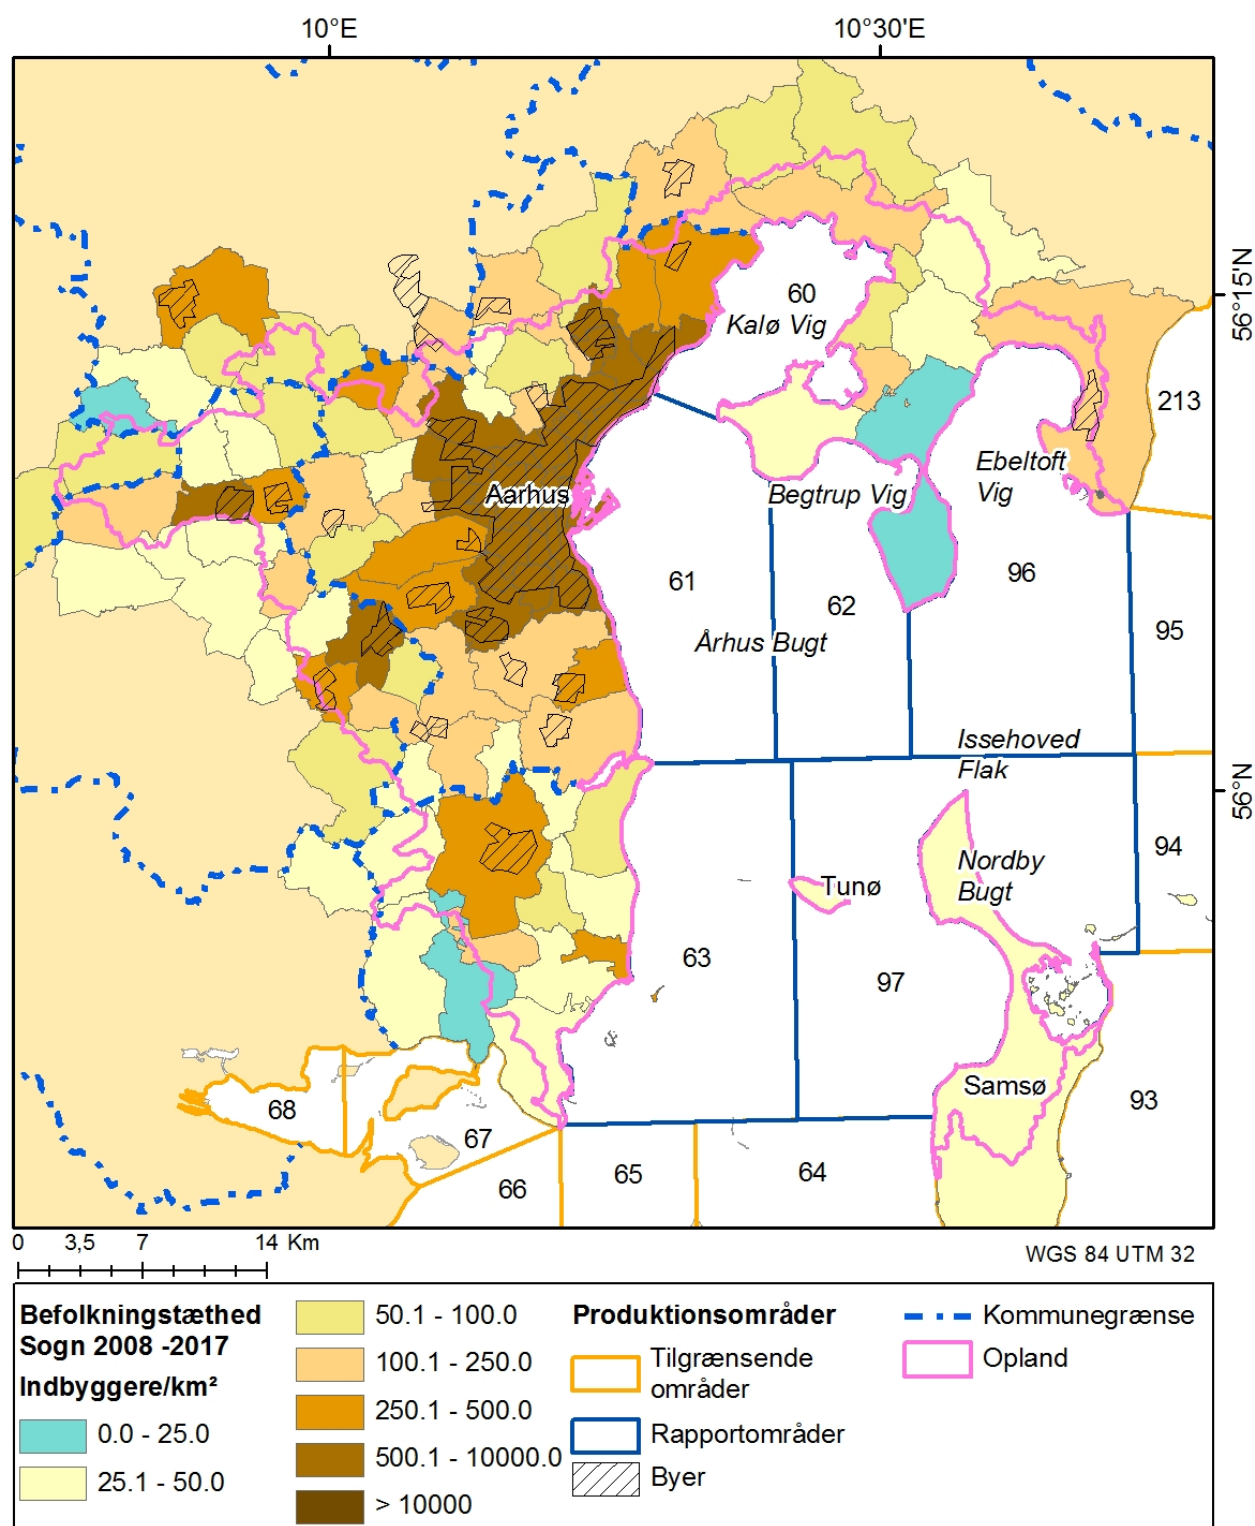 10°E
10°30'E
56°15'N
56°N
60
Kalø Vig
213
Ebeltoft
Vig
Aarhus
Begtrup Vig
61
62
96
95
Århus Bugt
Issehoved
Flak
94
Nordby
Bugt
Tunø
63
97
Samsø
93
68
67
66
65
64
0 3,5 7 14 Km
WGS 84 UTM 32
Befolkningstæthed
Sogn 2008 -2017
Indbyggere/km²
0.0 - 25.0
25.1 - 50.0
50.1 - 100.0
100.1 - 250.0
250.1 - 500.0
500.1 - 10000.0
> 10000
Produktionsområder
Tilgrænsende
områder
Rapportområder
Byer
Kommunegrænse
Opland